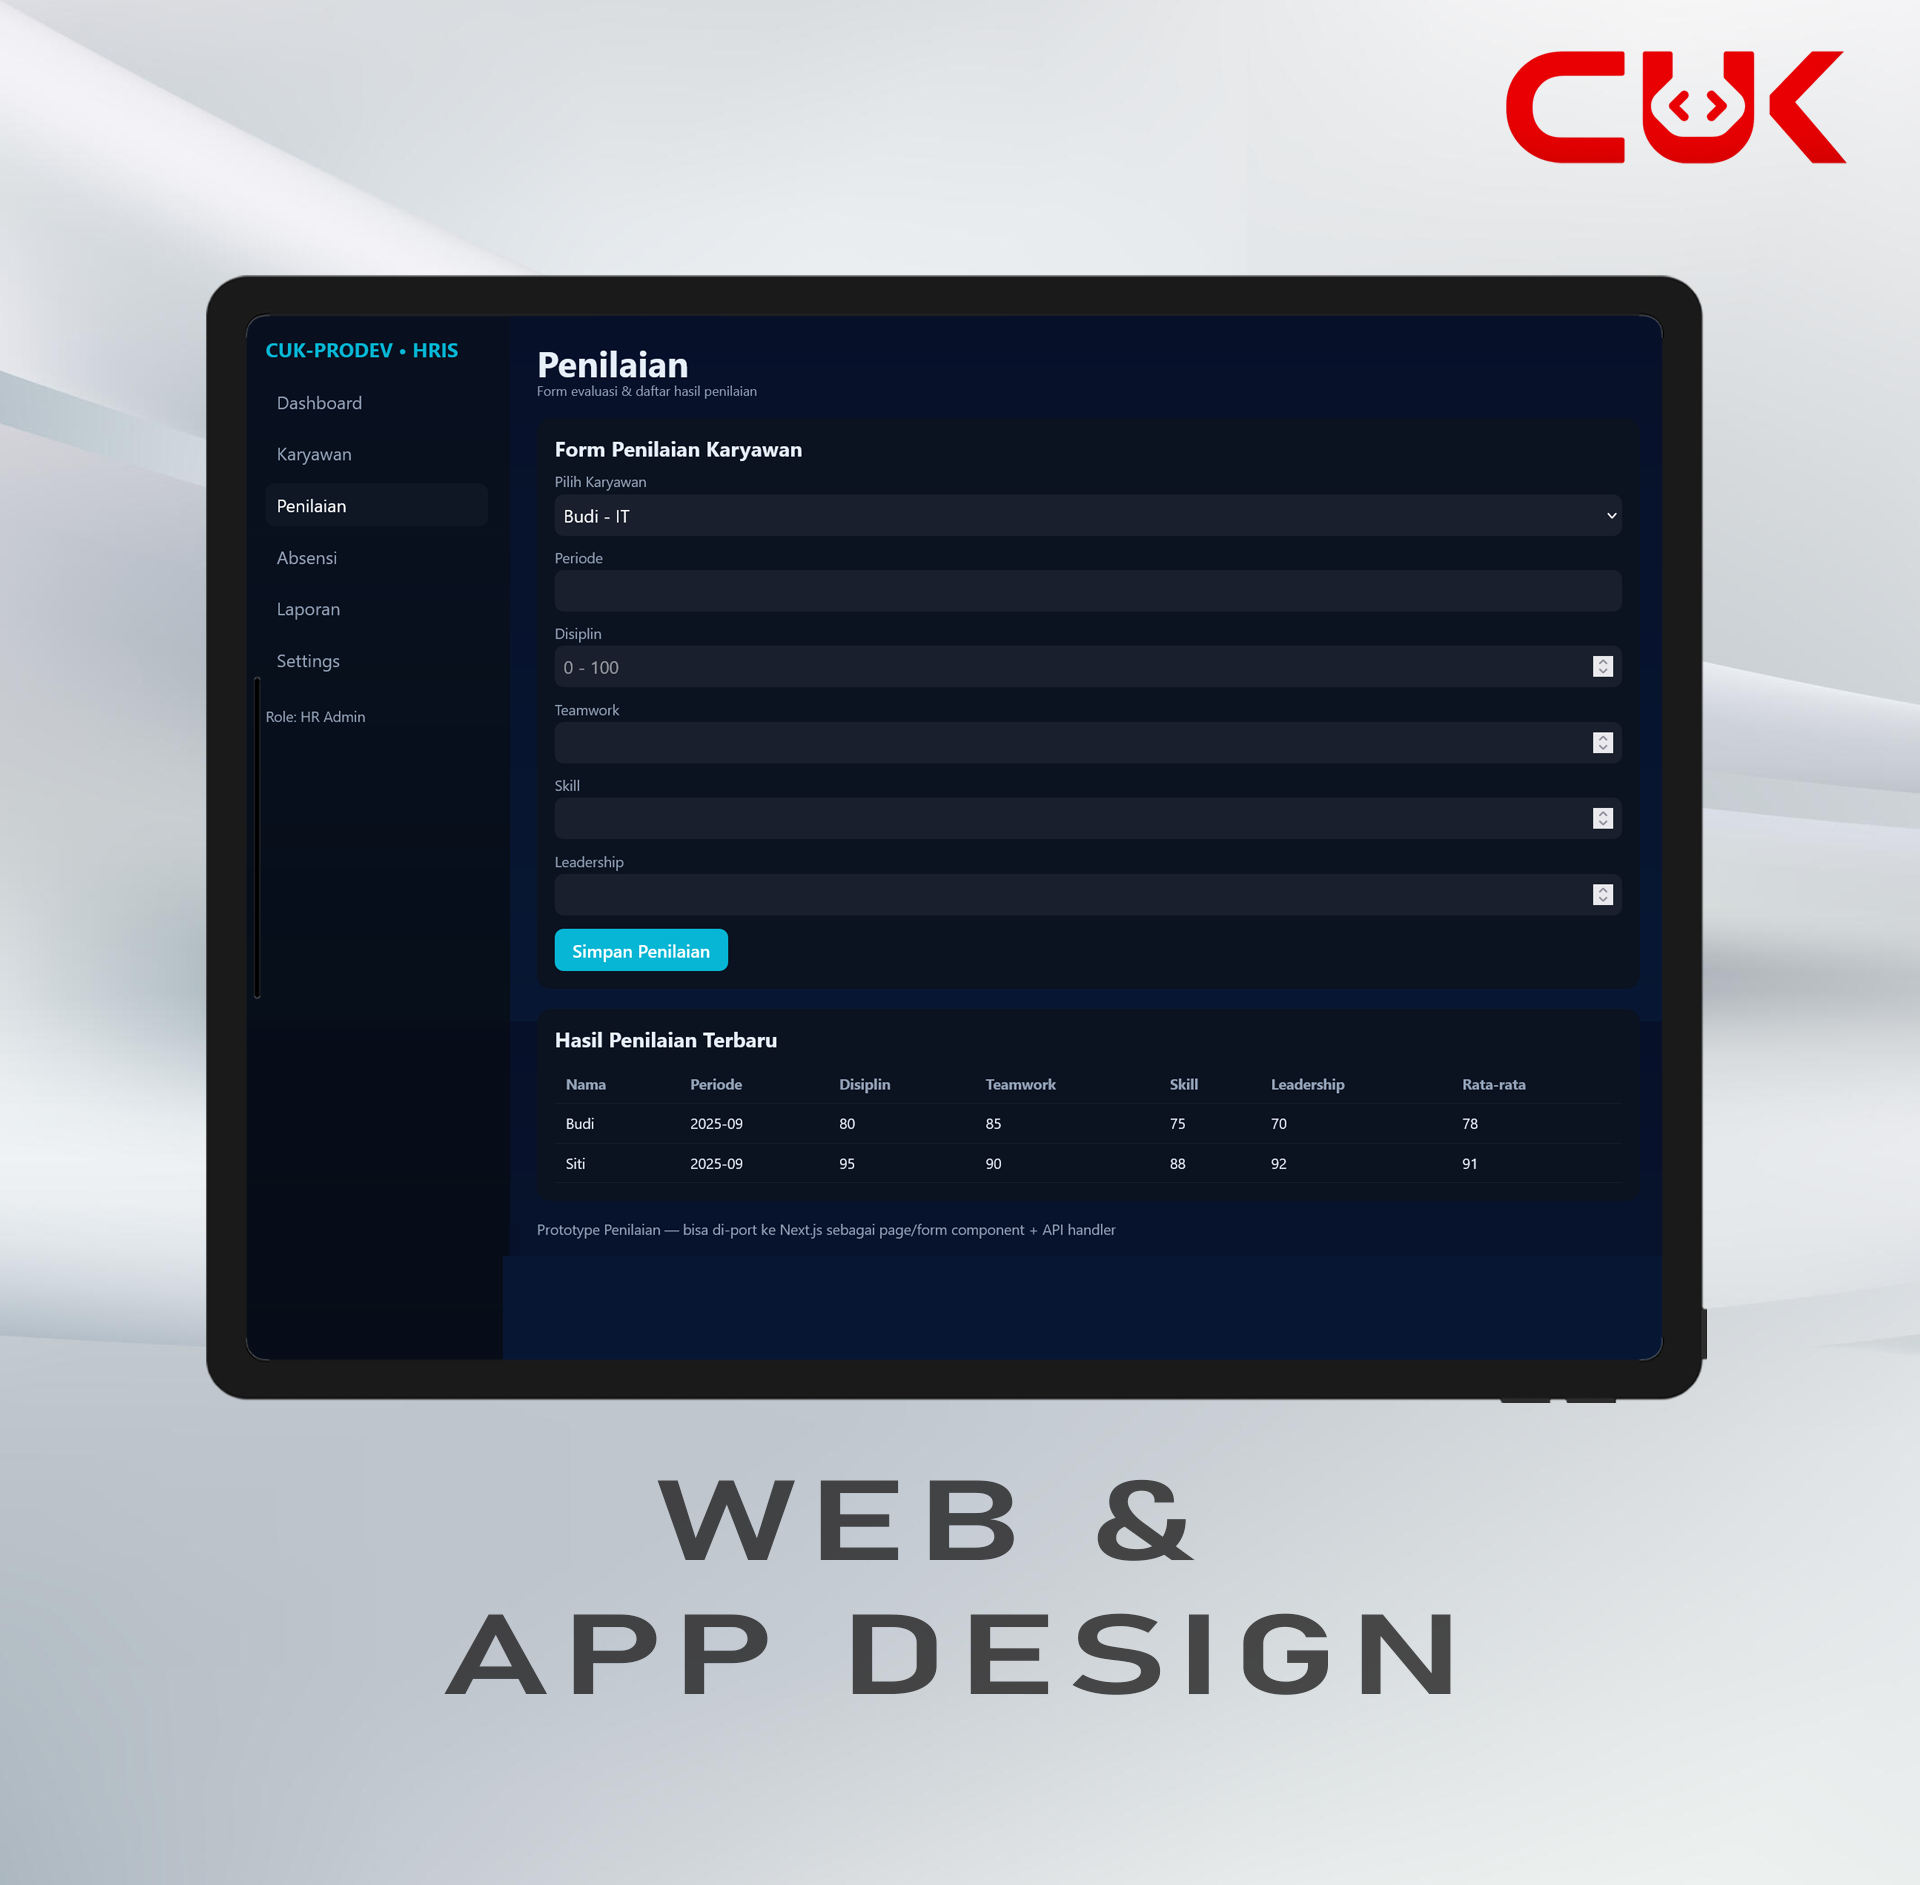 CUK
CUK-PRODEV • HRIS
Dashboard
Karyawan
Penilaian
Absensi
Laporan
Settings
Role: HR Admin
Penilaian
Form evaluasi & daftar hasil penilaian
Form Penilaian Karyawan
Pilih Karyawan
Budi - IT
Periode
Disiplin
0 - 100
Teamwork
Skill
Leadership
Simpan Penilaian
Hasil Penilaian Terbaru
Nama Periode Disiplin Teamwork Skill Leadership Rata-rata
Budi 2025-09 80 85 75 70 78
Siti 2025-09 95 90 88 92 91
Prototype Penilaian — bisa di-port ke Next.js sebagai page/form component + API handler
WEB &
APP DESIGN